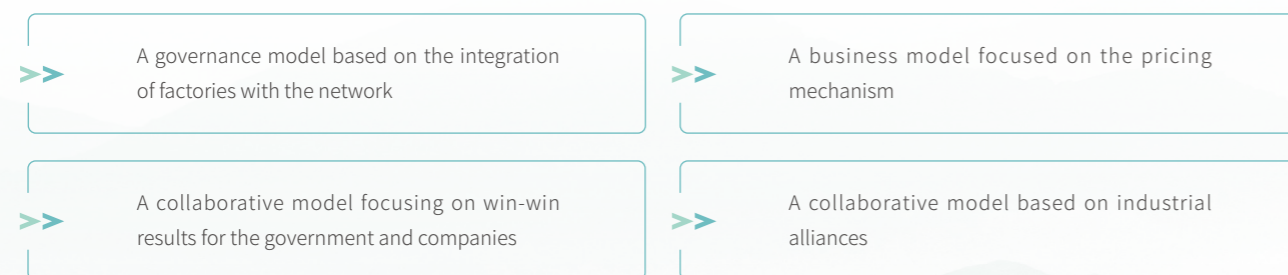 A governance model based on the integration
of factories with the network
A business model focused on the pricing
mechanism
A collaborative model focusing on win-win
results for the government and companies
A collaborative model based on industrial
alliances